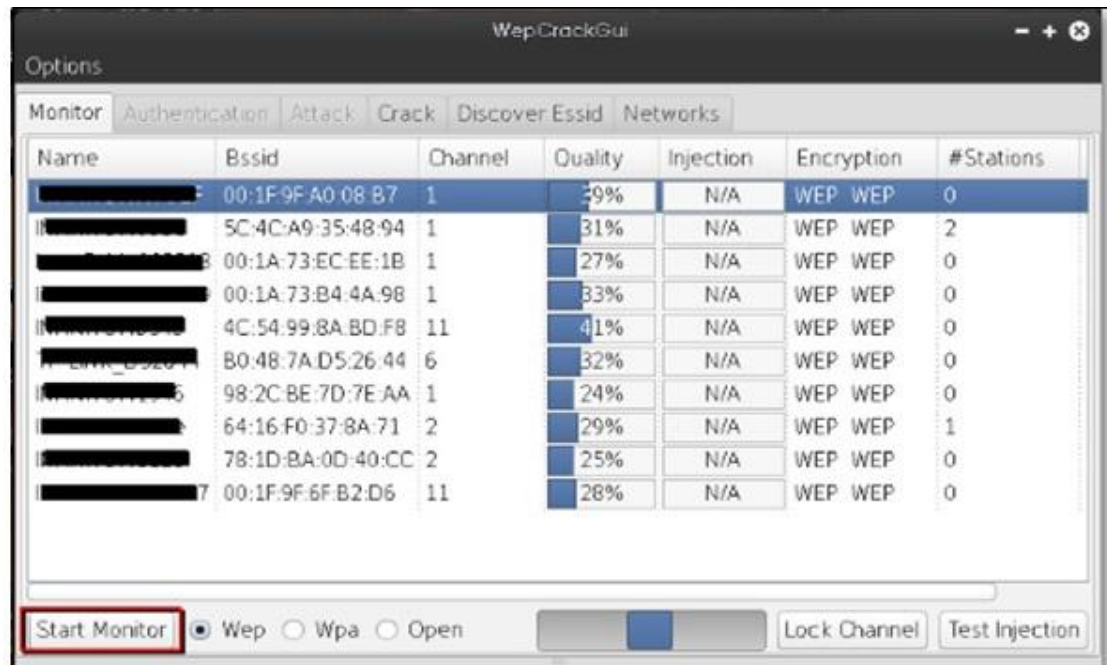 WepCrackGui
Options
Monitor Authentication Attack Crack Discover Essid Networks
Name Bssid Channel Quality Injection Encryption #Stations
00:1F:9F:A0:08:B7 1 39% N/A WEP WEP 0
5C:4C:A9:35:48:94 1 31% N/A WEP WEP 2
00:1A:73:EC:EE:1B 1 27% N/A WEP WEP 0
00:1A:73:B4:4A:98 1 33% N/A WEP WEP 0
4C:54:99:8A:BD:F8 11 41% N/A WEP WEP 0
B0:48:7A:D5:26:44 6 32% N/A WEP WEP 0
98:2C:BE:7D:7E:AA 1 24% N/A WEP WEP 0
64:16:F0:37:8A:71 2 29% N/A WEP WEP 1
78:1D:BA:0D:40:CC 2 25% N/A WEP WEP 0
7 00:1F:9F:6F:B2:D6 11 28% N/A WEP WEP 0
Start Monitor Wep Wpa Open Lock Channel Test Injection